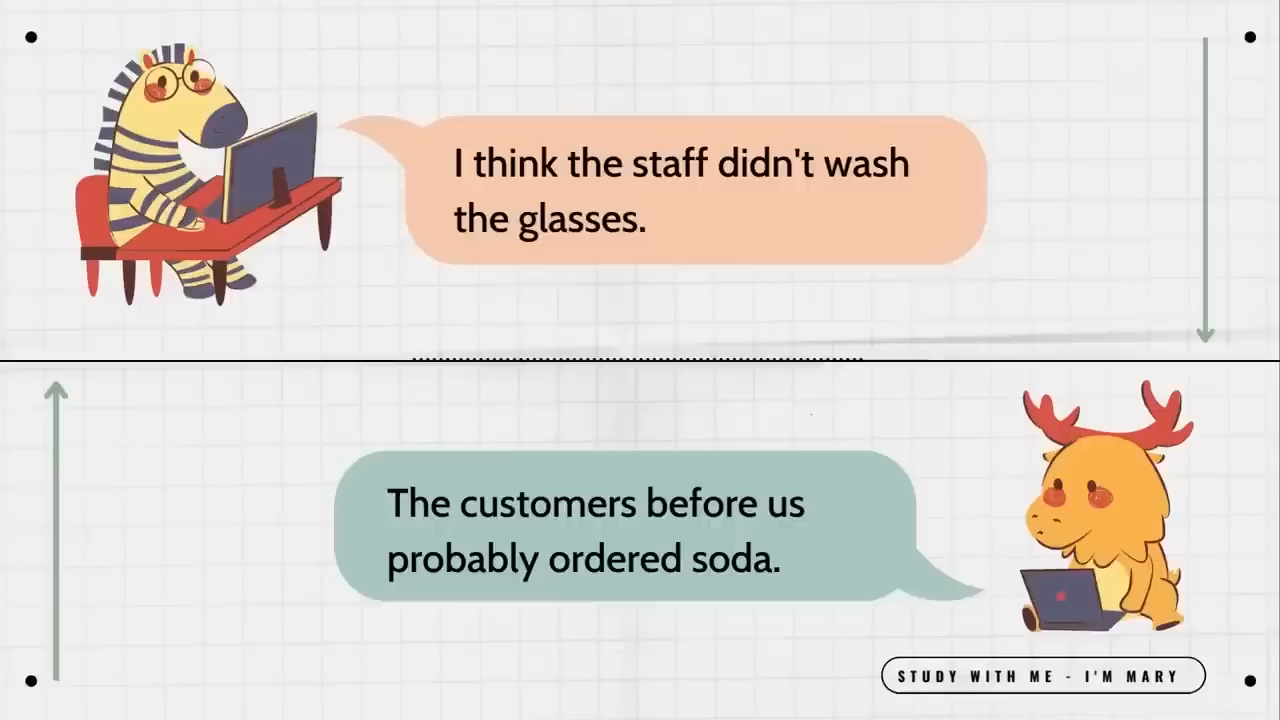 I think the staff didn't wash
the glasses.
The customers before us
probably ordered soda.
STUDY WITH ME - I'M MARY